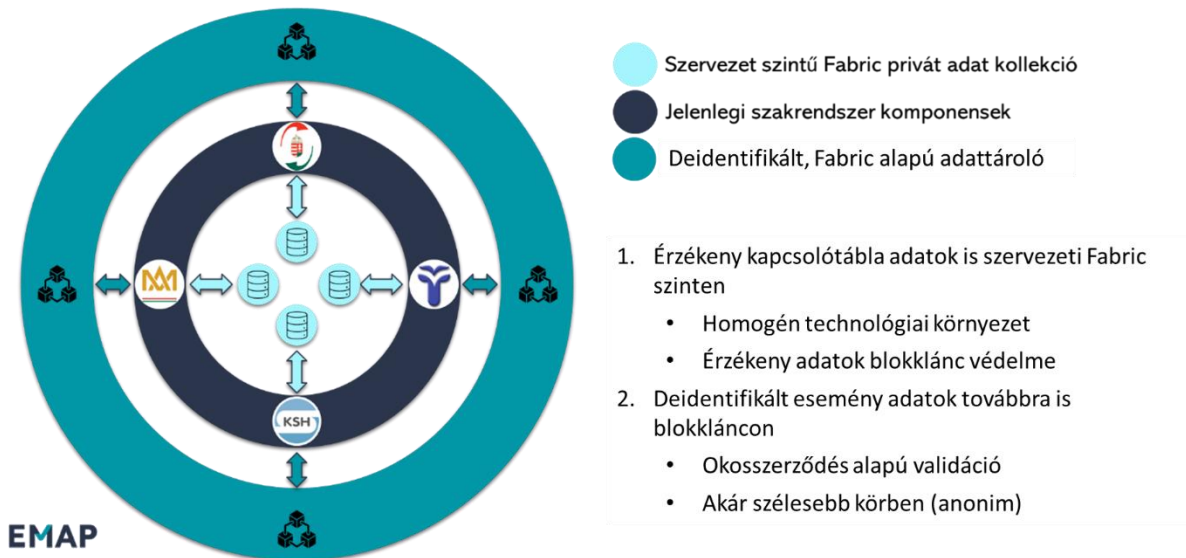 Szervezet szintű Fabric privát adat kollekció
Jelenlegi szakrendszer komponensek
Deidentifikált, Fabric alapú adattároló
KSH
1. Érzékeny kapcsolótábla adatok is szervezeti Fabric
szinten
• Homogén technológiai környezet
• Érzékeny adatok blokklánc védelme
2. Deidentifikált esemény adatok továbbra is
blokkláncon
• Okosszerződés alapú validáció
• Akár szélesebb körben (anonim)
EMAP